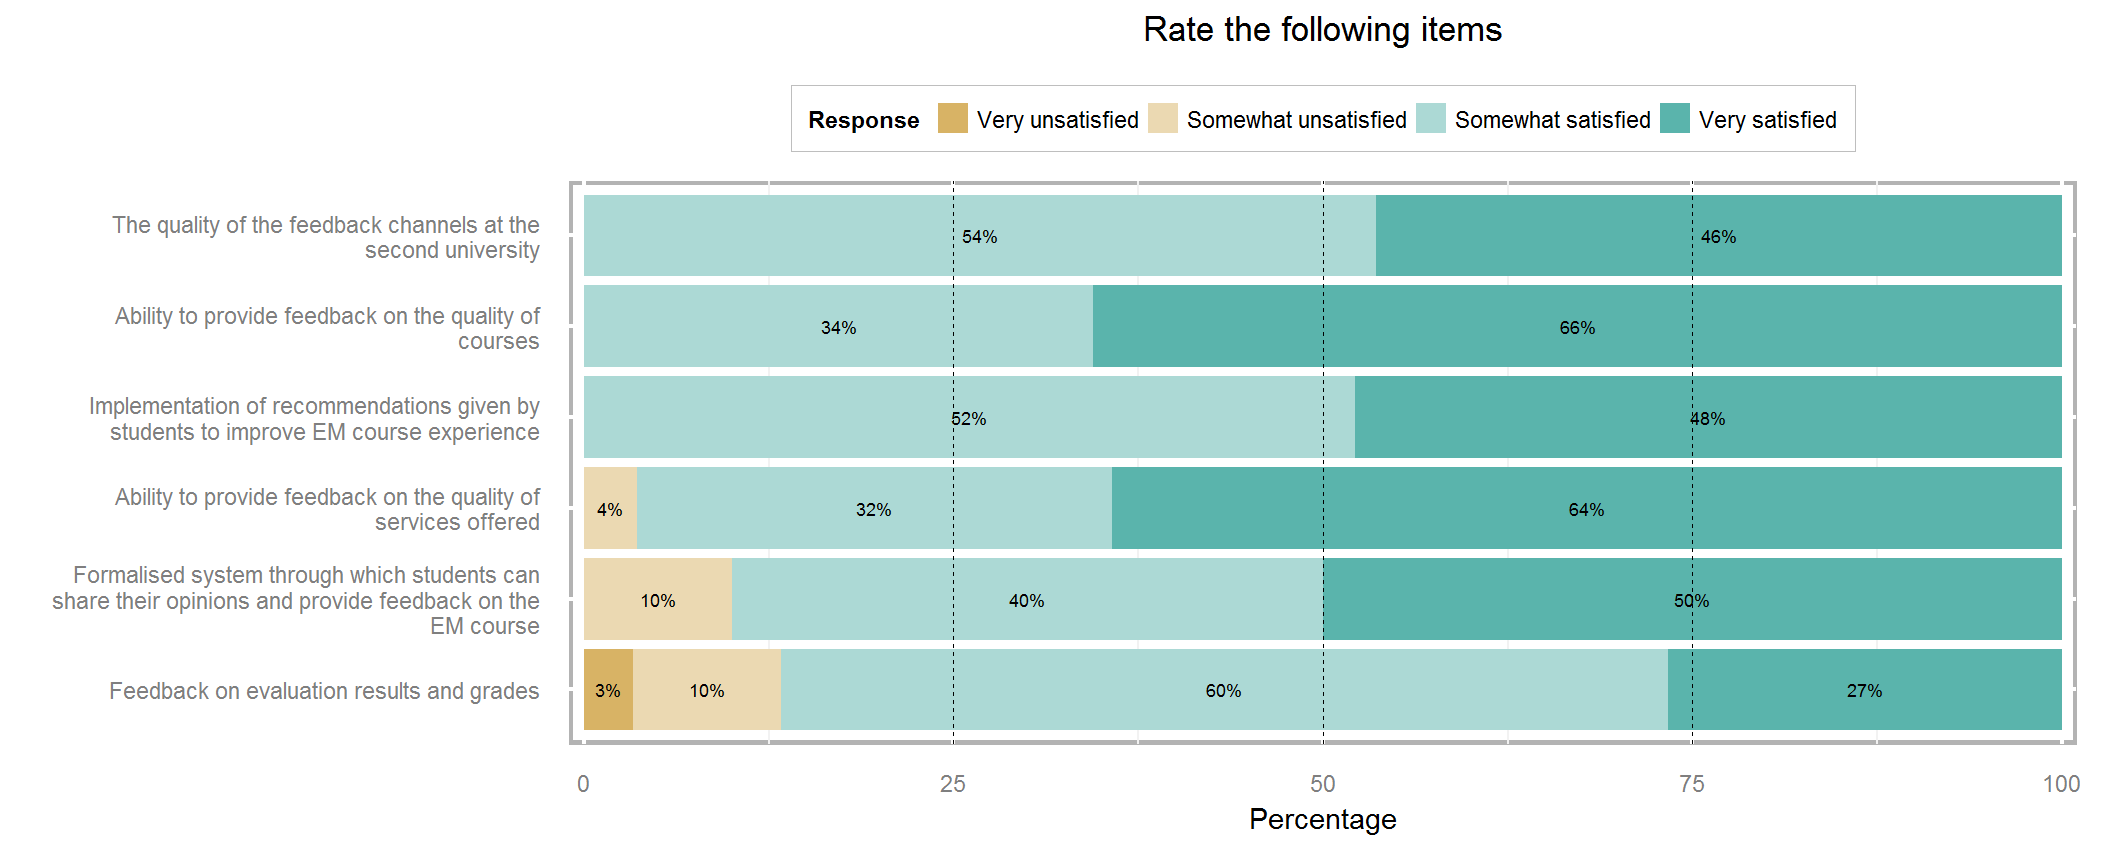 Rate the following items
Response Very unsatisfied Somewhat unsatisfied Somewhat satisfied Very satisfied
The quality of the feedback channels at the
second university
54% 46%
Ability to provide feedback on the quality of
courses
34% 66%
Implementation of recommendations given by
students to improve EM course experience
52% 48%
Ability to provide feedback on the quality of
services offered
4% 32% 64%
Formalised system through which students can
share their opinions and provide feedback on the
EM course
10% 40% 50%
Feedback on evaluation results and grades
3% 10% 60% 27%
0 25 50 75 100
Percentage